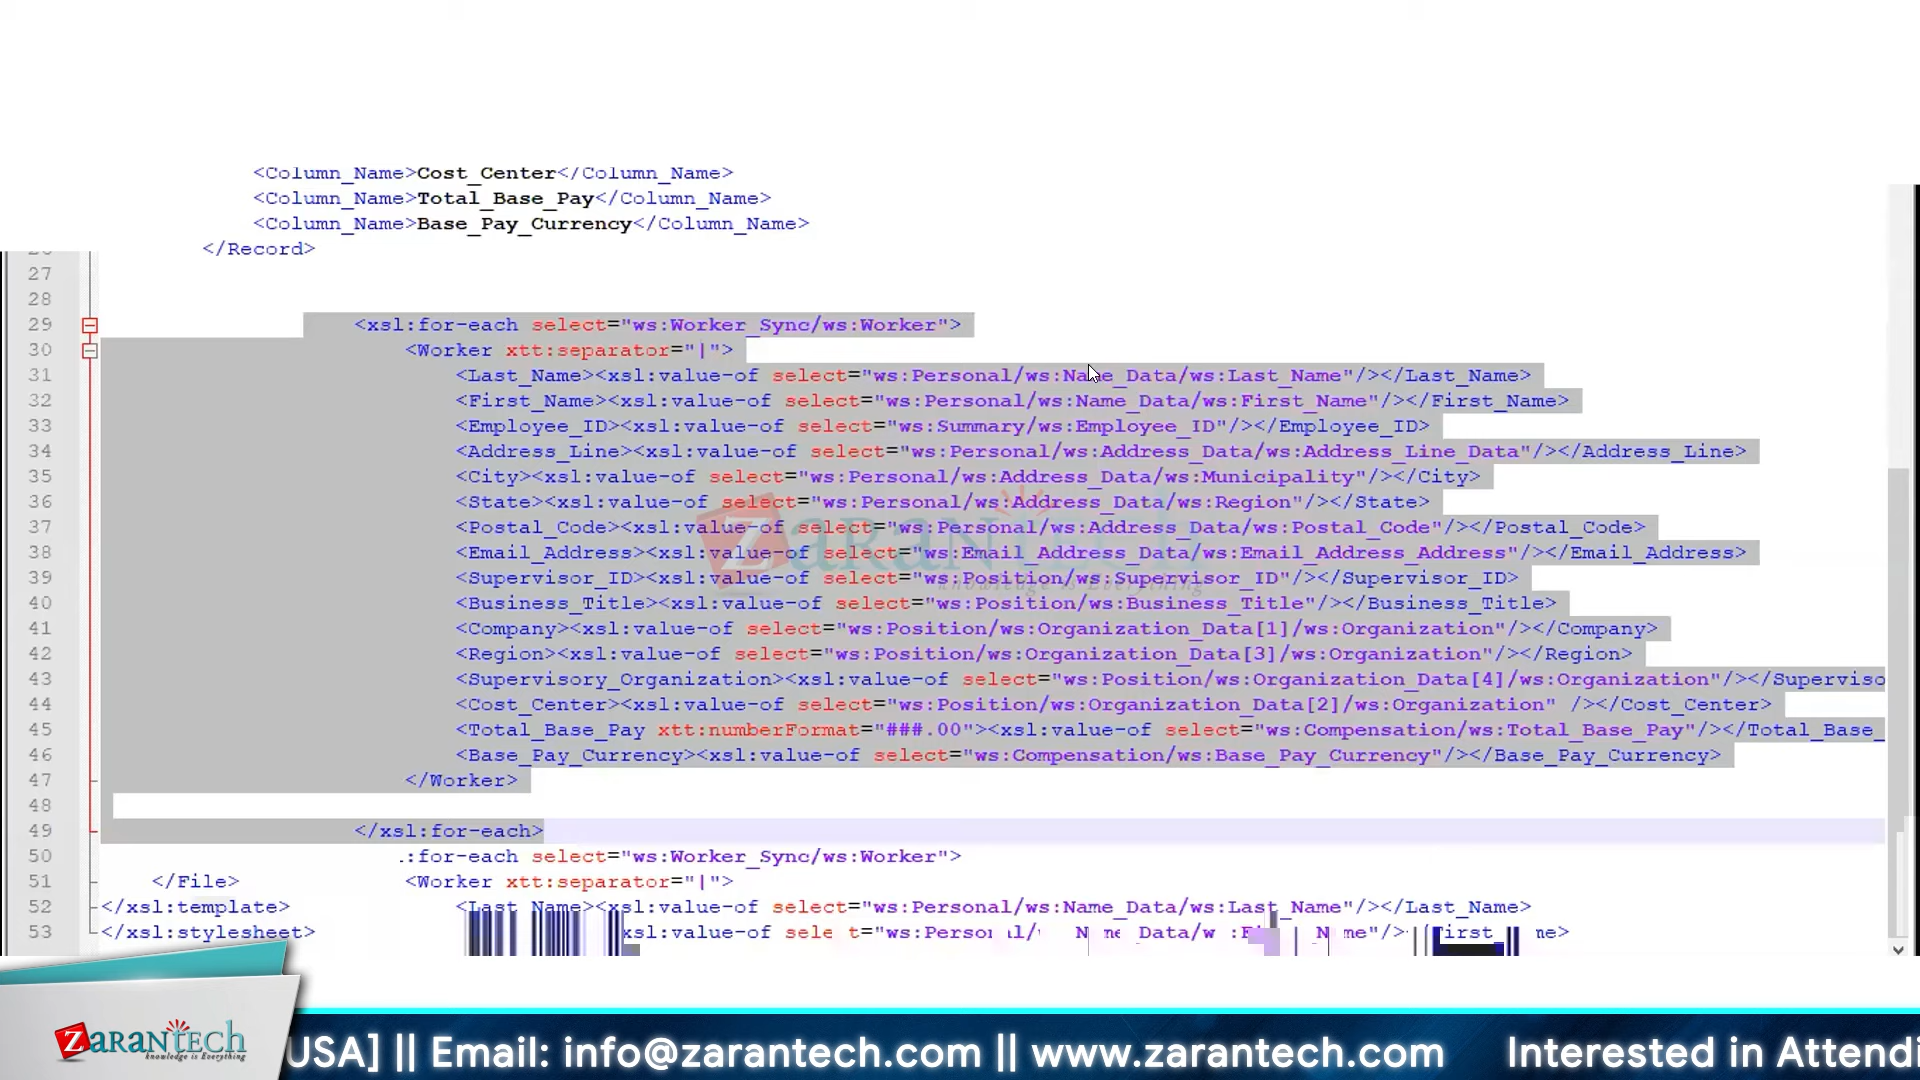 <Column_Name>Cost_Center</Column_Name>
<Column_Name>Total_Base_Pay</Column_Name>
<Column_Name>Base_Pay_Currency</Column_Name>
</Record>
27
28
29 <xsl:for-each select="ws:Worker_Sync/ws:Worker">
30 <Worker xtt:separator="|">
31 <Last_Name><xsl:value-of select="ws:Personal/ws:Name_Data/ws:Last_Name"/></Last_Name>
32 <First_Name><xsl:value-of select="ws:Personal/ws:Name_Data/ws:First_Name"/></First_Name>
33 <Employee_ID><xsl:value-of select="ws:Summary/ws:Employee_ID"/></Employee_ID>
34 <Address_Line><xsl:value-of select="ws:Personal/ws:Address_Data/ws:Address_Line_Data"/></Address_Line>
35 <City><xsl:value-of select="ws:Personal/ws:Address_Data/ws:Municipality"/></City>
36 <State><xsl:value-of select="ws:Personal/ws:Address_Data/ws:Region"/></State>
37 <Postal_Code><xsl:value-of select="ws:Personal/ws:Address_Data/ws:Postal_Code"/></Postal_Code>
38 <Email_Address><xsl:value-of select="ws:Email_Address_Data/ws:Email_Address_Address"/></Email_Address>
39 <Supervisor_ID><xsl:value-of select="ws:Position/ws:Supervisor_ID"/></Supervisor_ID>
40 <Business_Title><xsl:value-of select="ws:Position/ws:Business_Title"/></Business_Title>
41 <Company><xsl:value-of select="ws:Position/ws:Organization_Data[1]/ws:Organization"/></Company>
42 <Region><xsl:value-of select="ws:Position/ws:Organization_Data[3]/ws:Organization"/></Region>
43 <Supervisory_Organization><xsl:value-of select="ws:Position/ws:Organization_Data[4]/ws:Organization"/></Superviso
44 <Cost_Center><xsl:value-of select="ws:Position/ws:Organization_Data[2]/ws:Organization" /></Cost_Center>
45 <Total_Base_Pay xtt:numberFormat="###.00"><xsl:value-of select="ws:Compensation/ws:Total_Base_Pay"/></Total_Base_
46 <Base_Pay_Currency><xsl:value-of select="ws:Compensation/ws:Base_Pay_Currency"/></Base_Pay_Currency>
47 </Worker>
48
49 </xsl:for-each>
50 :for-each select="ws:Worker_Sync/ws:Worker">
51 </File> <Worker xtt:separator="|">
52 </xsl:template> <Last_Name><xsl:value-of select="ws:Personal/ws:Name_Data/ws:Last_Name"/></Last_Name>
53 </xsl:stylesheet> xsl:value-of
ZaranTech
knowledge is Everything
ZaranTech
knowledge is Everything
USA] || Email: info@zarantech.com || www.zarantech.com Interested in Attendi